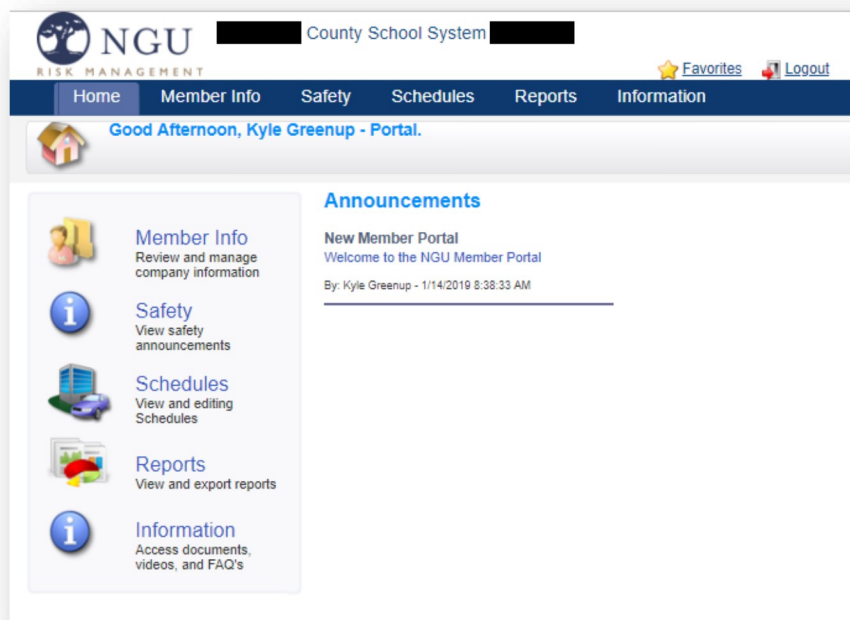 NGU
RISK MANAGEMENT
County School System
Favorites Logout
Home Member Info Safety Schedules Reports Information
Good Afternoon, Kyle Greenup - Portal.
Member Info
Review and manage
company information
Safety
View safety
announcements
Schedules
View and editing
Schedules
Reports
View and export reports
Information
Access documents,
videos, and FAQ's
Announcements
New Member Portal
Welcome to the NGU Member Portal
By: Kyle Greenup - 1/14/2019 8:38:33 AM